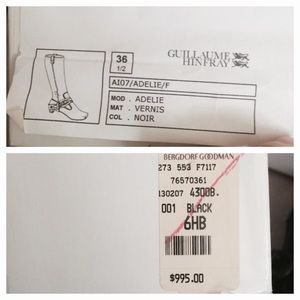 36
1/2
GUILLAUME
HINFRAY
AI07/ADELIE/F
MOD . ADELIE
MAT . VERNIS
COL . NOIR
BERGDORF GOODMAN
273 553 F7117
76570361
130207 4300B.
001 BLACK
6HB
$995.00